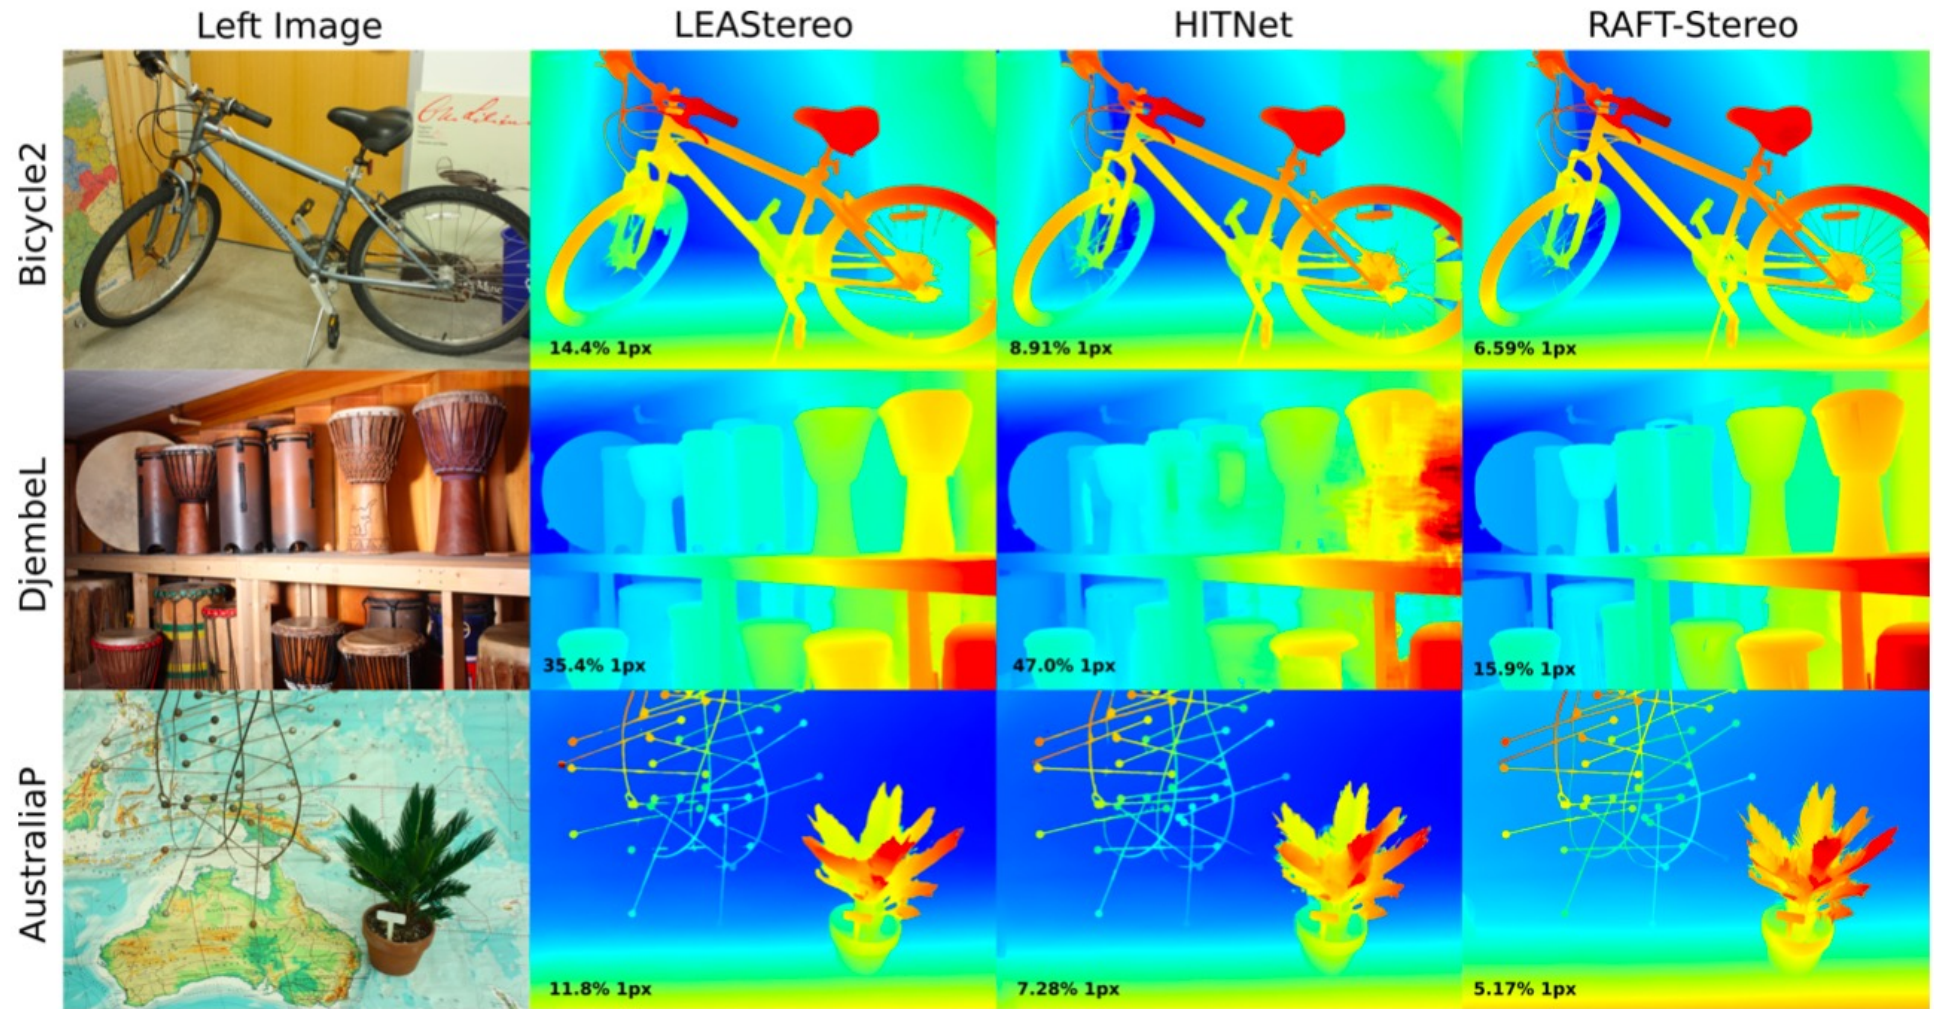 Left Image
LEAStereo
HITNet
RAFT-Stereo
Bicycle2
14.4% 1px
8.91% 1px
6.59% 1px
DjembeL
35.4% 1px
47.0% 1px
15.9% 1px
AustraliaP
11.8% 1px
7.28% 1px
5.17% 1px